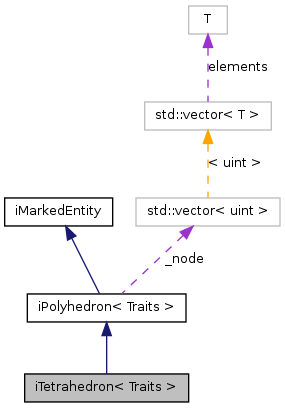 T
elements
std::vector< T >
< uint >
iMarkedEntity
std::vector< uint >
_node
iPolyhedron< Traits >
iTetrahedron< Traits >